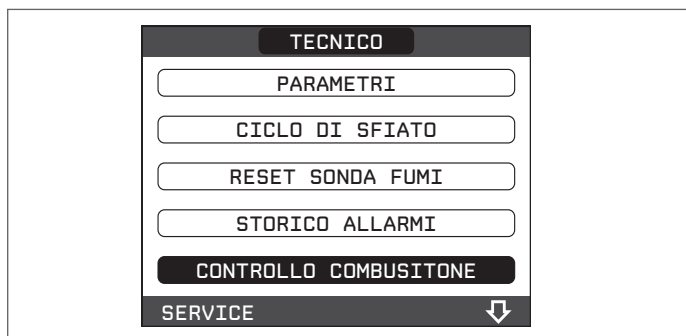 TECNICO
PARAMETRI
CICLO DI SFIATO
RESET SONDA FUMI
STORICO ALLARMI
CONTROLLO COMBUSITONE
SERVICE